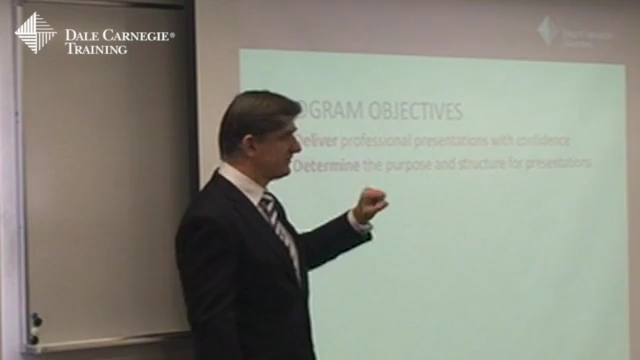 DALE CARNEGIE®
TRAINING
OGRAM OBJECTIVES
Deliver professional presentations with confidence
Determine the purpose and structure for presentations